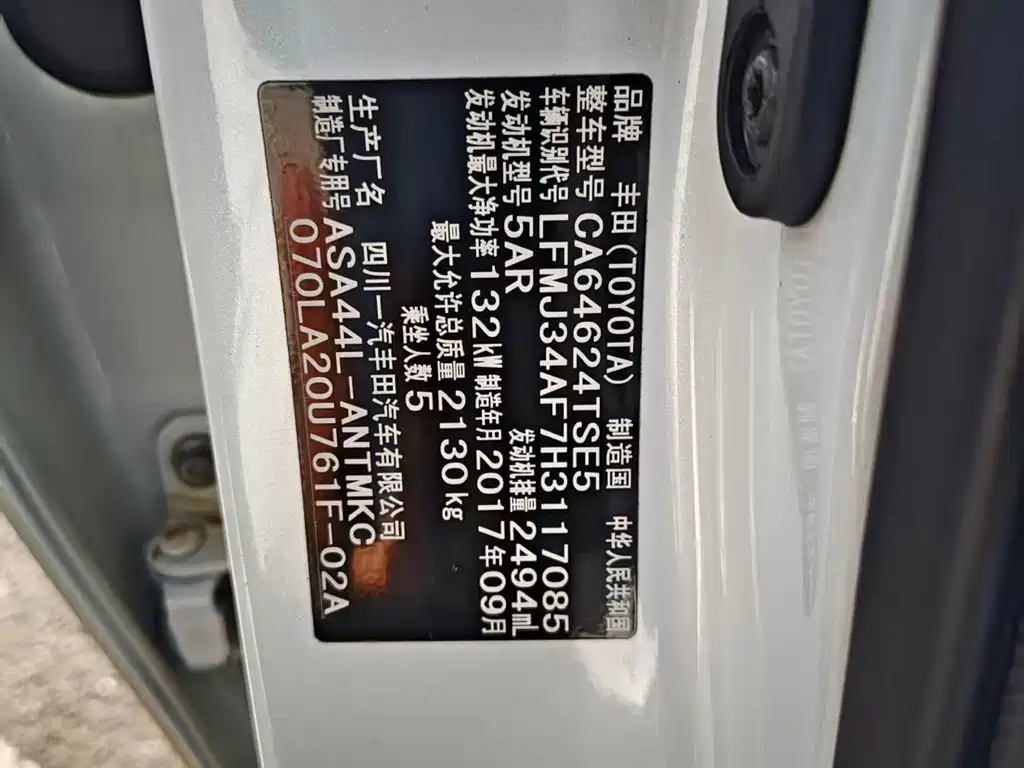 品牌 丰田(TOYOTA) 制造国 中华人民共和国
整车型号 CA64624TSE5
车辆识别代号 LFMJ34AF7H3117085
发动机型号 5AR 发动机排量 2494mL
发动机最大净功率 132kW 制造年月 2017年09月
最大允许总质量 2130kg
乘坐人数 5
生产厂名 四川一汽丰田汽车有限公司
制造厂专用号 ASA44L-ANTMKC
070LA20U761F-02A